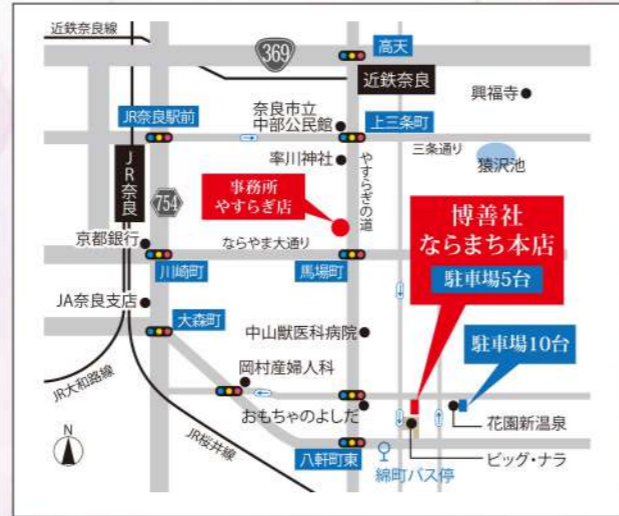 近鉄奈良線
369
高天
近鉄奈良
興福寺
JR奈良駅前
奈良市立
中部公民館
上三条町
三条通り
猿沢池
率川神社
やすらぎの道
JR奈良
754
事務所
やすらぎ店
博善社
ならまち本店
駐車場5台
京都銀行
ならやま大通り
川崎町
馬場町
JA奈良支店
大森町
中山獣医科病院
駐車場10台
岡村産婦人科
JR大和路線
おもちゃのよしだ
花園新温泉
JR桜井線
N
八軒町東
綿町バス停
ビッグ・ナラ